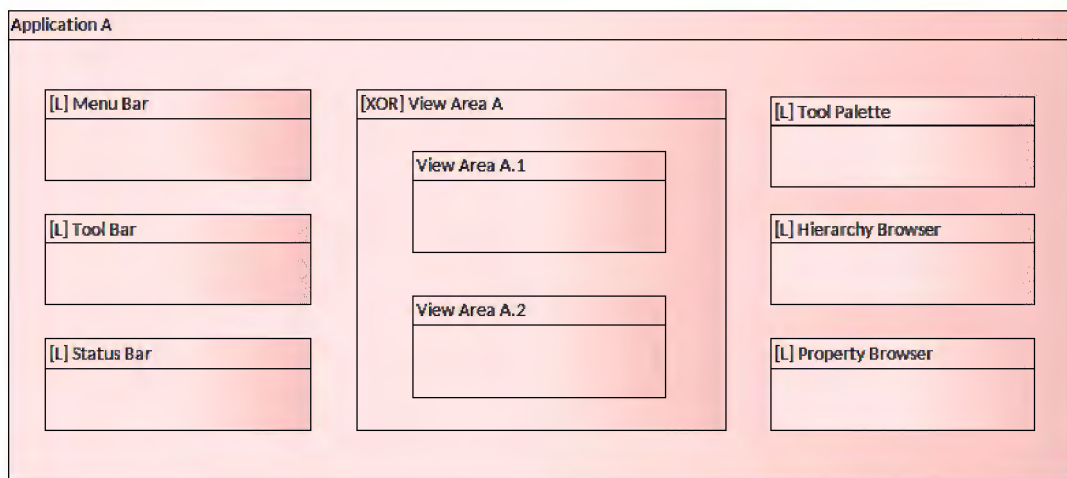 Application A
[L] Menu Bar
[L] Tool Bar
[L] Status Bar
[XOR] View Area A
View Area A.1
View Area A.2
[L] Tool Palette
[L] Hierarchy Browser
[L] Property Browser